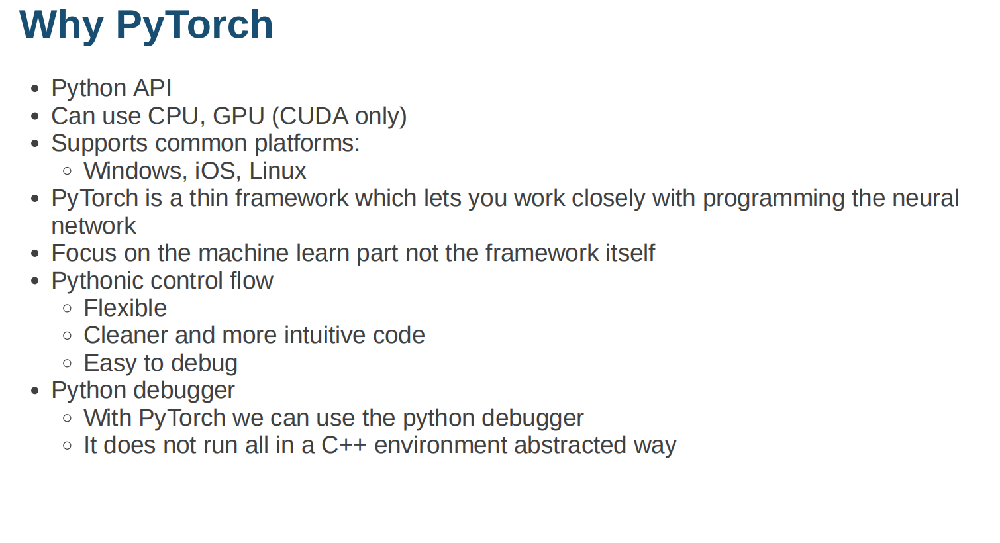 Why PyTorch
• Python API
• Can use CPU, GPU (CUDA only)
• Supports common platforms:
○ Windows, iOS, Linux
• PyTorch is a thin framework which lets you work closely with programming the neural
network
• Focus on the machine learn part not the framework itself
• Pythonic control flow
○ Flexible
○ Cleaner and more intuitive code
○ Easy to debug
• Python debugger
○ With PyTorch we can use the python debugger
○ It does not run all in a C++ environment abstracted way